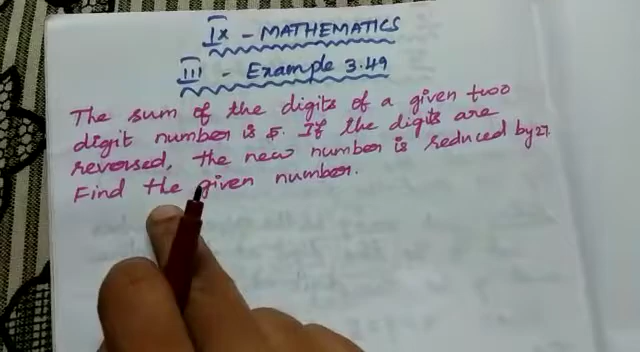 IX - MATHEMATICS
III - Example 3.49
The sum of the digits of a given two
digit number is 5. If the digits are
reversed, the new number is reduced by 27.
Find the given number.